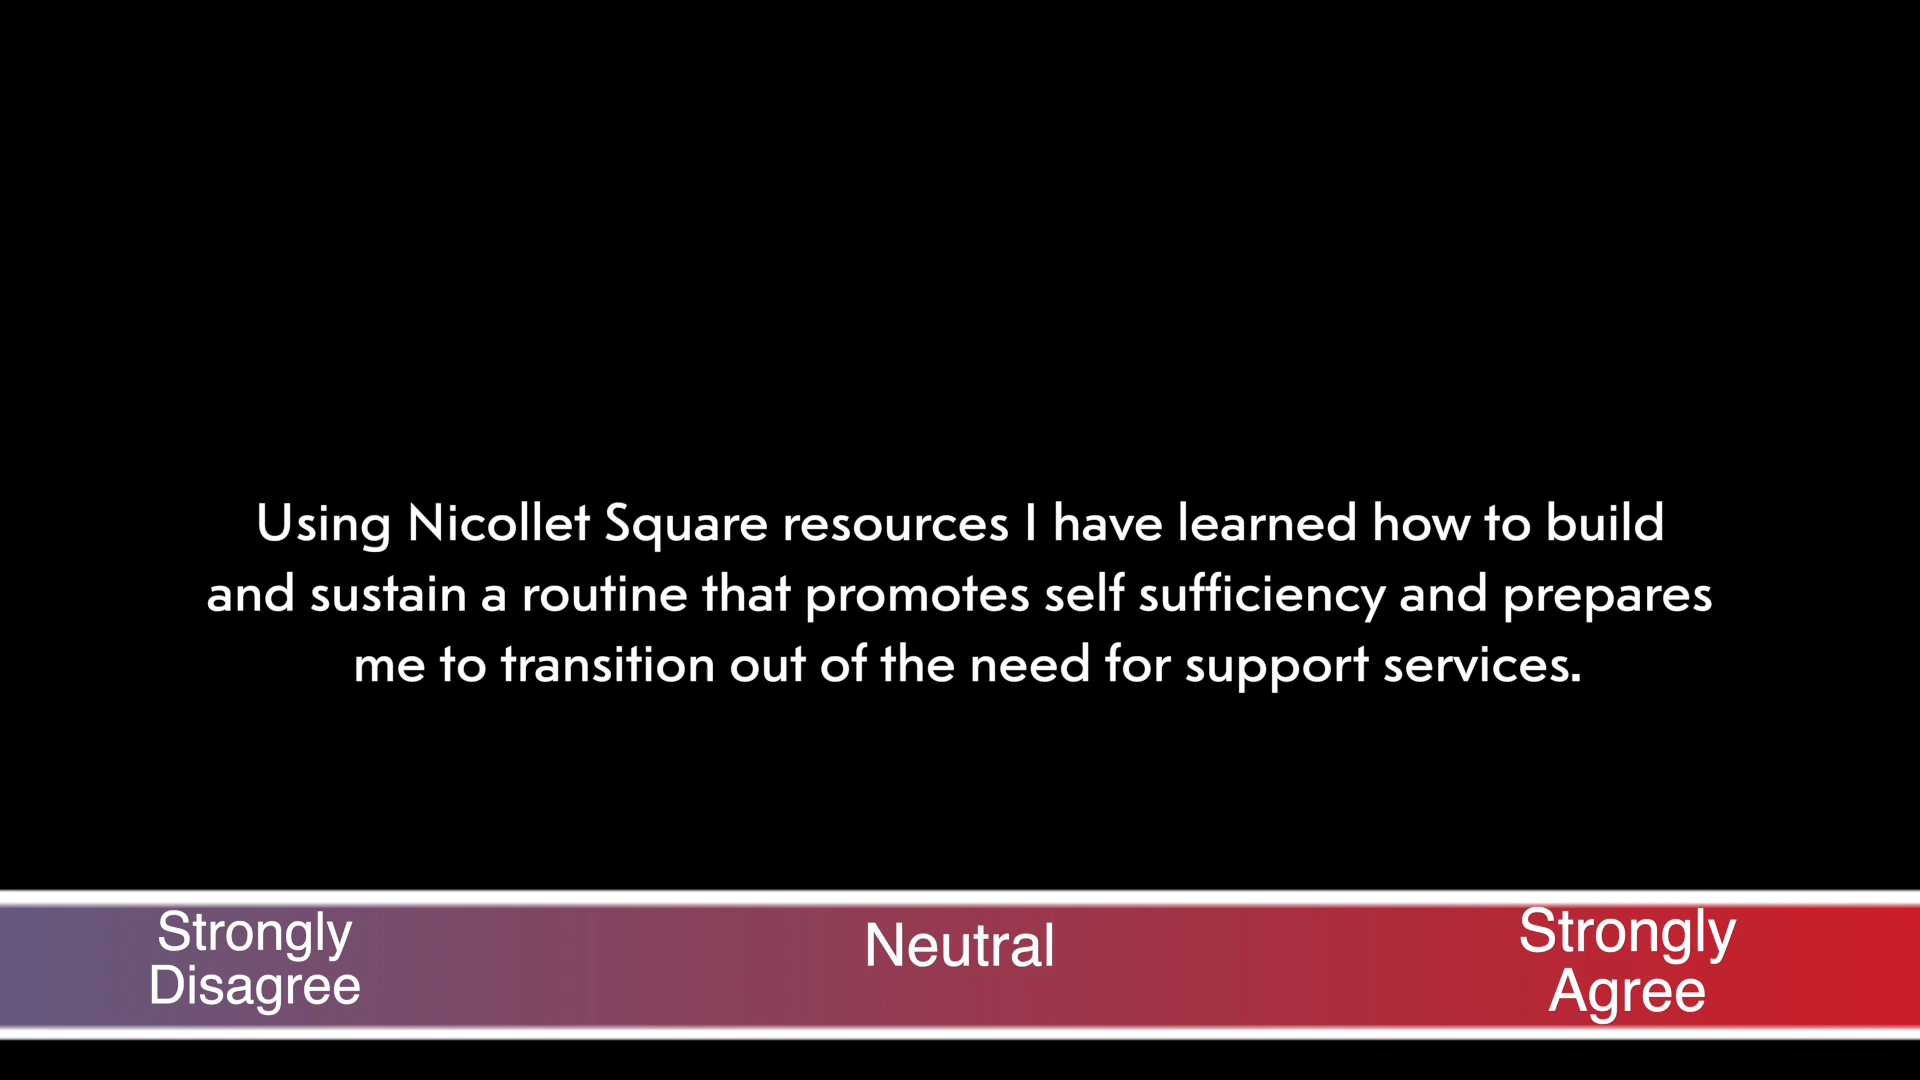 Using Nicollet Square resources I have learned how to build
and sustain a routine that promotes self sufficiency and prepares
me to transition out of the need for support services.
Strongly
Disagree
Neutral
Strongly
Agree